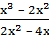 x³ − 2x²
2x² − 4x